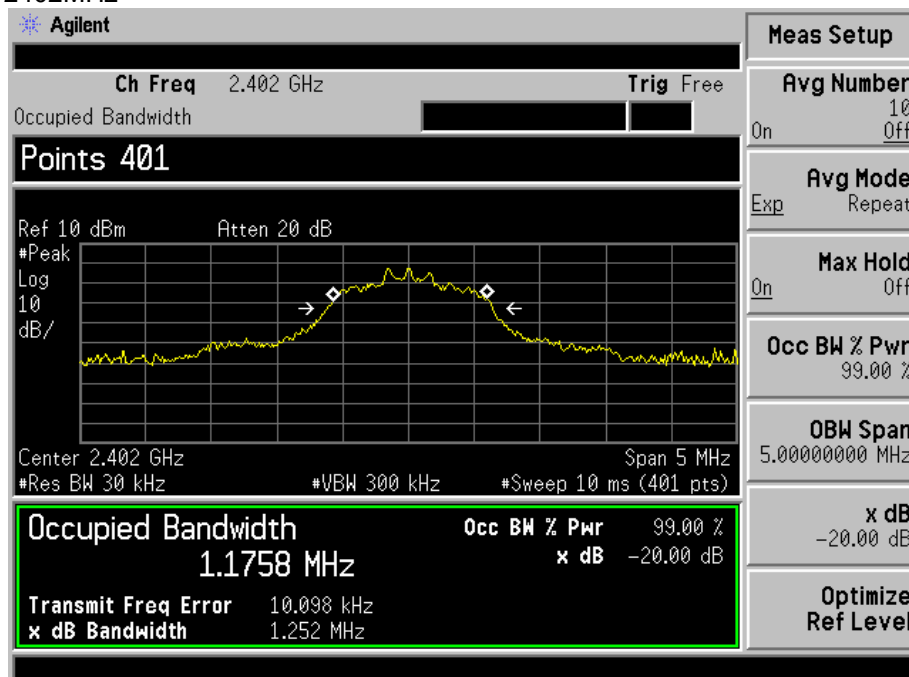 Agilent
Meas Setup
Ch Freq 2.402 GHz Trig Free
Occupied Bandwidth
Points 401
Ref 10 dBm Atten 20 dB
#Peak
Log
10
dB/
Center 2.402 GHz Span 5 MHz
#Res BW 30 kHz #VBW 300 kHz #Sweep 10 ms (401 pts)
Occupied Bandwidth
1.1758 MHz
Occ BW % Pwr 99.00 %
x dB -20.00 dB
Transmit Freq Error 10.098 kHz
x dB Bandwidth 1.252 MHz
Avg Number
10
On Off
Avg Mode
Exp Repeat
Max Hold
On Off
Occ BW % Pwr
99.00 %
OBW Span
5.00000000 MHz
x dB
-20.00 dB
Optimize
Ref Level